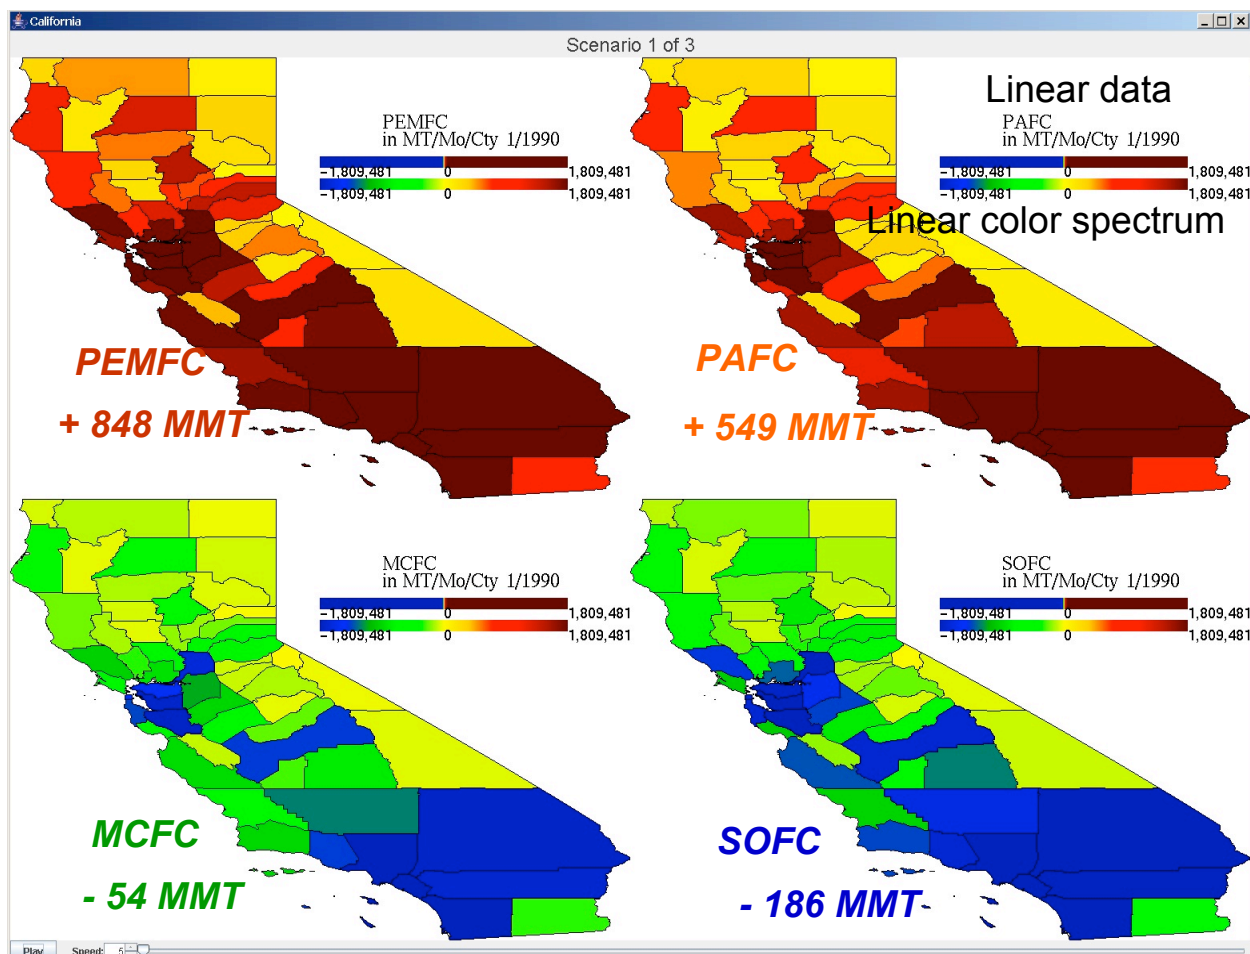 California
Scenario 1 of 3
PEMFC
in MT/Mo/Cty 1/1990
-1,809,481 0 1,809,481
-1,809,481 0 1,809,481
PEMFC
+ 848 MMT
Linear data
PAFC
in MT/Mo/Cty 1/1990
-1,809,481 0 1,809,481
-1,809,481 0 1,809,481
Linear color spectrum
PAFC
+ 549 MMT
MCFC
in MT/Mo/Cty 1/1990
-1,809,481 0 1,809,481
-1,809,481 0 1,809,481
MCFC
- 54 MMT
SOFC
in MT/Mo/Cty 1/1990
-1,809,481 0 1,809,481
-1,809,481 0 1,809,481
SOFC
- 186 MMT
Play Speed: 5